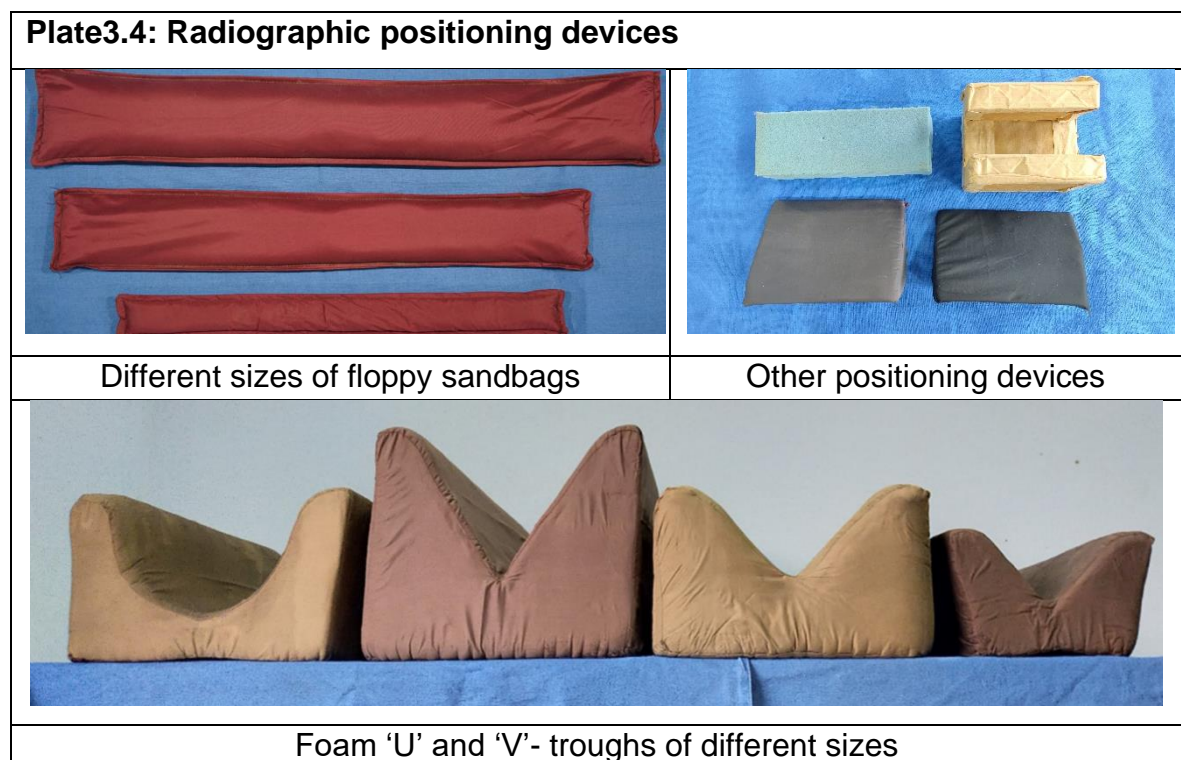 Plate3.4: Radiographic positioning devices
Different sizes of floppy sandbags
Other positioning devices
Foam ‘U’ and ‘V’- troughs of different sizes